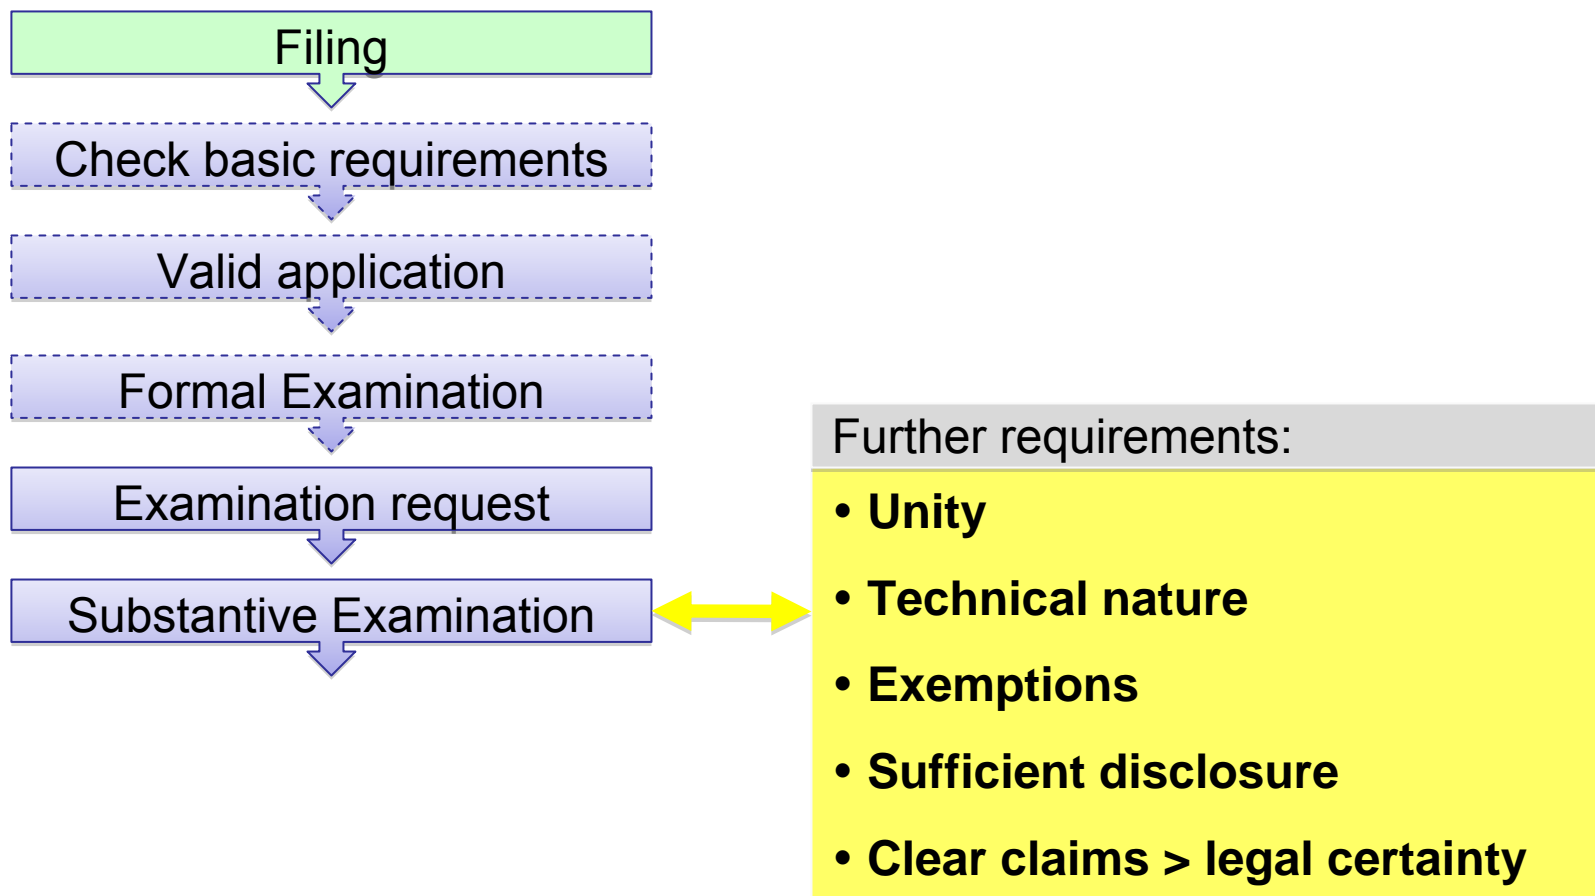 Filing
Check basic requirements
Valid application
Formal Examination
Examination request
Substantive Examination
Further requirements:
• Unity
• Technical nature
• Exemptions
• Sufficient disclosure
• Clear claims > legal certainty